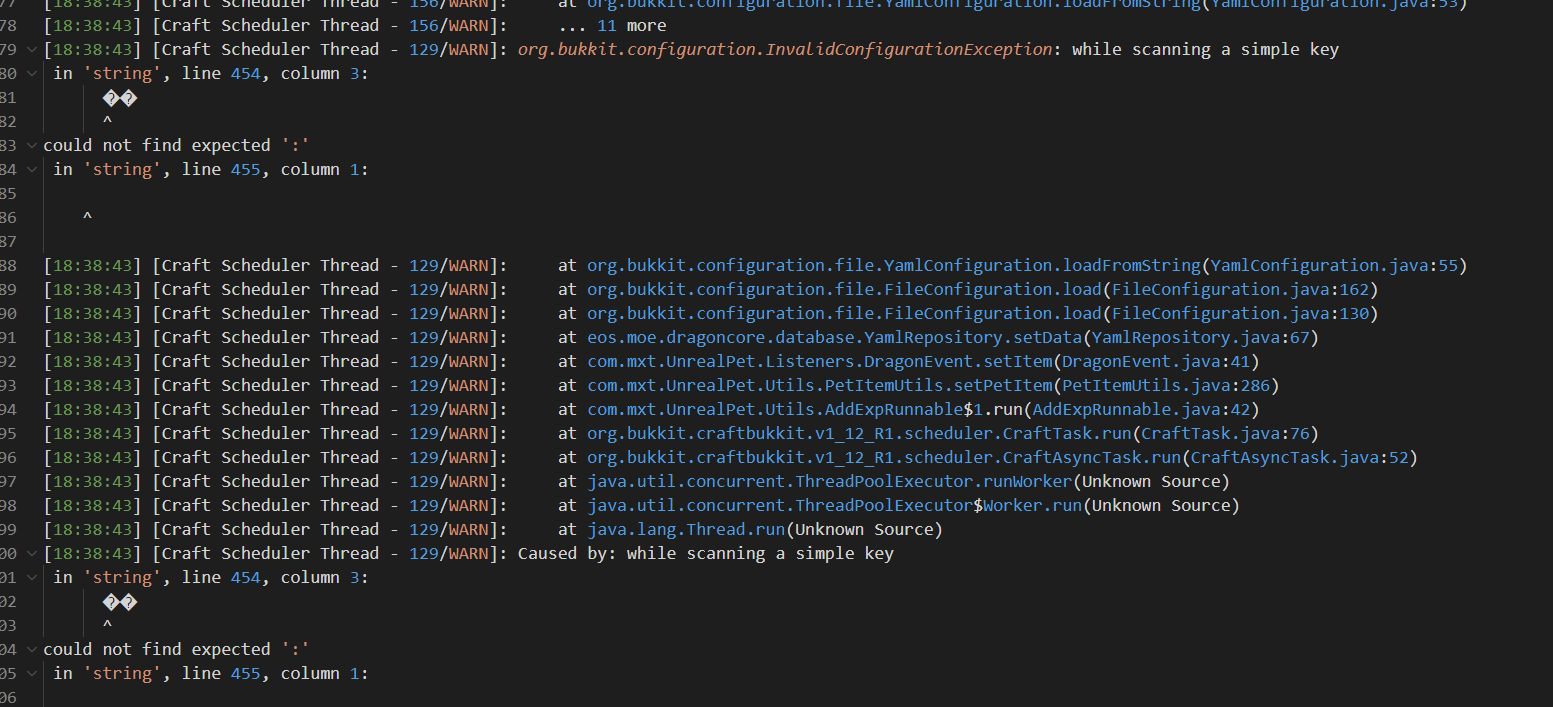 77 [18:38:43] [Craft Scheduler Thread - 156/WARN]: at org.bukkit.configuration.file.YamlConfiguration.loadFromString(YamlConfiguration.java:53)
78 [18:38:43] [Craft Scheduler Thread - 156/WARN]: ... 11 more
79 [18:38:43] [Craft Scheduler Thread - 129/WARN]: org.bukkit.configuration.InvalidConfigurationException: while scanning a simple key
80 in 'string', line 454, column 3:
81 ��
82 ^
83 could not find expected ':'
84 in 'string', line 455, column 1:
85
86 ^
87
88 [18:38:43] [Craft Scheduler Thread - 129/WARN]: at org.bukkit.configuration.file.YamlConfiguration.loadFromString(YamlConfiguration.java:55)
89 [18:38:43] [Craft Scheduler Thread - 129/WARN]: at org.bukkit.configuration.file.FileConfiguration.load(FileConfiguration.java:162)
90 [18:38:43] [Craft Scheduler Thread - 129/WARN]: at org.bukkit.configuration.file.FileConfiguration.load(FileConfiguration.java:130)
91 [18:38:43] [Craft Scheduler Thread - 129/WARN]: at eos.moe.dragoncore.database.YamlRepository.setData(YamlRepository.java:67)
92 [18:38:43] [Craft Scheduler Thread - 129/WARN]: at com.mxt.UnrealPet.Listeners.DragonEvent.setItem(DragonEvent.java:41)
93 [18:38:43] [Craft Scheduler Thread - 129/WARN]: at com.mxt.UnrealPet.Utils.PetItemUtils.setPetItem(PetItemUtils.java:286)
94 [18:38:43] [Craft Scheduler Thread - 129/WARN]: at com.mxt.UnrealPet.Utils.AddExpRunnable$1.run(AddExpRunnable.java:42)
95 [18:38:43] [Craft Scheduler Thread - 129/WARN]: at org.bukkit.craftbukkit.v1_12_R1.scheduler.CraftTask.run(CraftTask.java:76)
96 [18:38:43] [Craft Scheduler Thread - 129/WARN]: at org.bukkit.craftbukkit.v1_12_R1.scheduler.CraftAsyncTask.run(CraftAsyncTask.java:52)
97 [18:38:43] [Craft Scheduler Thread - 129/WARN]: at java.util.concurrent.ThreadPoolExecutor.runWorker(Unknown Source)
98 [18:38:43] [Craft Scheduler Thread - 129/WARN]: at java.util.concurrent.ThreadPoolExecutor$Worker.run(Unknown Source)
99 [18:38:43] [Craft Scheduler Thread - 129/WARN]: at java.lang.Thread.run(Unknown Source)
00 [18:38:43] [Craft Scheduler Thread - 129/WARN]: Caused by: while scanning a simple key
01 in 'string', line 454, column 3:
02 ��
03 ^
04 could not find expected ':'
05 in 'string', line 455, column 1:
06